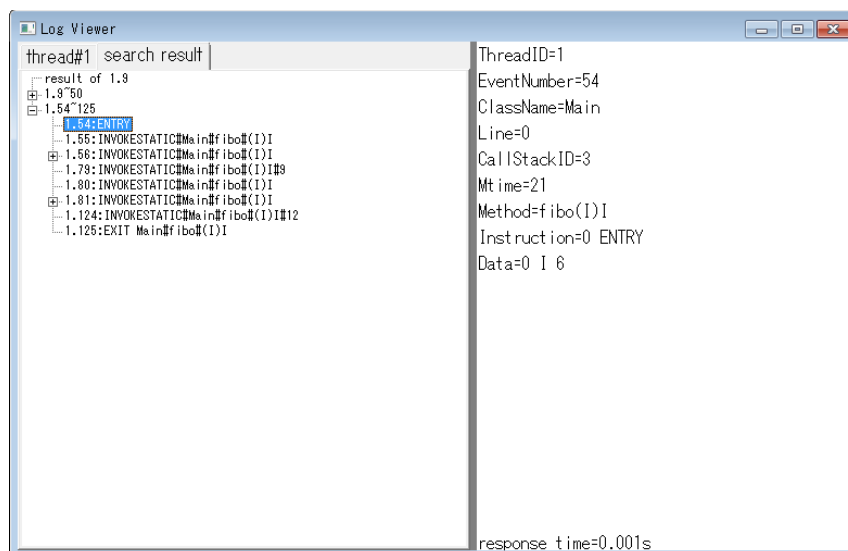 Log Viewer
thread#1 search result
result of 1.9
1.9~50
1.54~125
1.54:ENTRY
1.55:INVOKESTATIC#Main#fibo#(I)I
1.56:INVOKESTATIC#Main#fibo#(I)I
1.79:INVOKESTATIC#Main#fibo#(I)I#9
1.80:INVOKESTATIC#Main#fibo#(I)I
1.81:INVOKESTATIC#Main#fibo#(I)I
1.124:INVOKESTATIC#Main#fibo#(I)I#12
1.125:EXIT Main#fibo#(I)I
ThreadID=1
EventNumber=54
ClassName=Main
Line=0
CallStackID=3
Mtime=21
Method=fibo(I)I
Instruction=0 ENTRY
Data=0 I 6
response time=0.001s